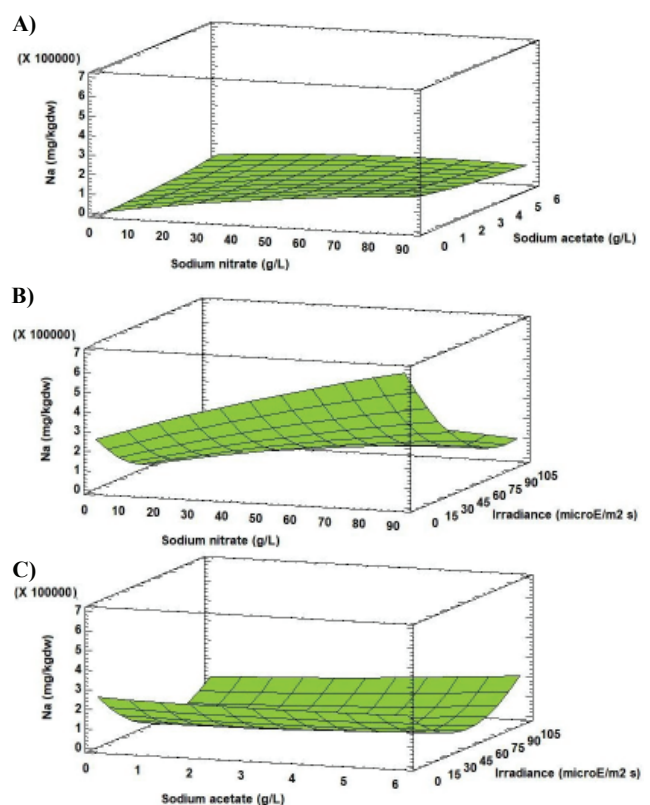 A)
(X 100000)
Na (mg/kgdw)
7
6
5
4
3
2
1
0
0 10 20 30 40 50 60 70 80 90
Sodium nitrate (g/L)
0 1 2 3 4 5 6
Sodium acetate (g/L)
B)
(X 100000)
Na (mg/kgdw)
7
6
5
4
3
2
1
0
0 10 20 30 40 50 60 70 80 90
Sodium nitrate (g/L)
0 15 30 45 60 75 90 105
Irradiance (microE/m2 s)
C)
(X 100000)
Na (mg/kgdw)
7
6
5
4
3
2
1
0
0 1 2 3 4 5 6
Sodium acetate (g/L)
0 15 30 45 60 75 90 105
Irradiance (microE/m2 s)